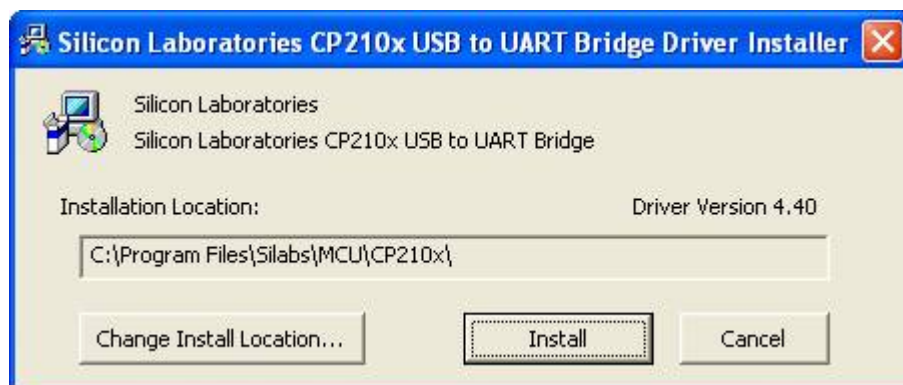 Silicon Laboratories CP210x USB to UART Bridge Driver Installer
Silicon Laboratories
Silicon Laboratories CP210x USB to UART Bridge
Installation Location: Driver Version 4.40
C:\Program Files\Silabs\MCU\CP210x\
Change Install Location... Install Cancel